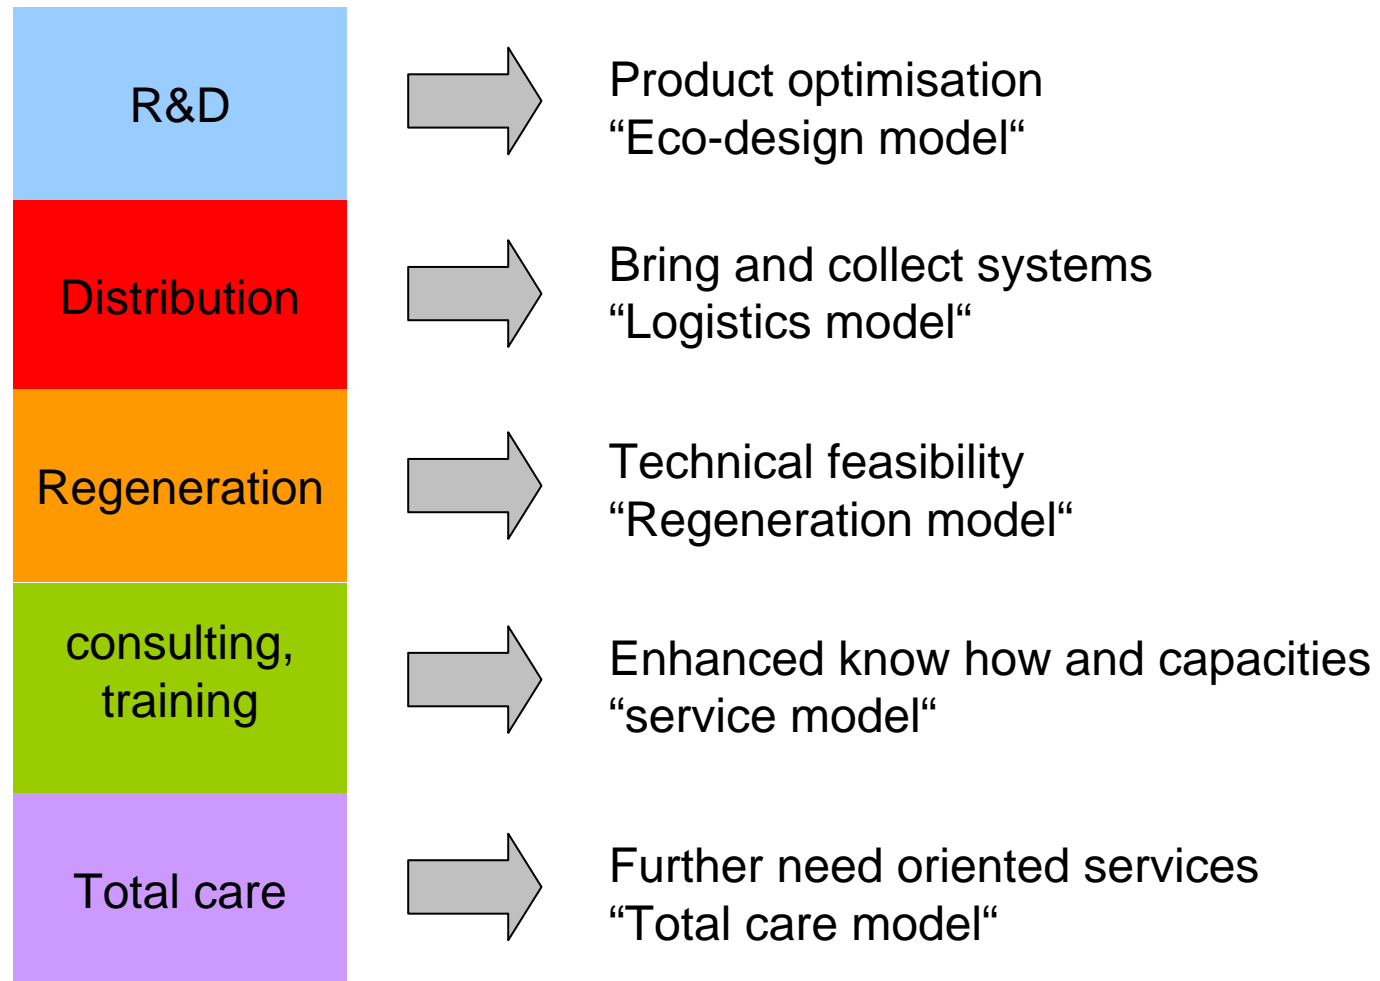 R&D
Product optimisation
“Eco-design model“
Distribution
Bring and collect systems
“Logistics model“
Regeneration
Technical feasibility
“Regeneration model“
consulting,
training
Enhanced know how and capacities
“service model“
Total care
Further need oriented services
“Total care model“